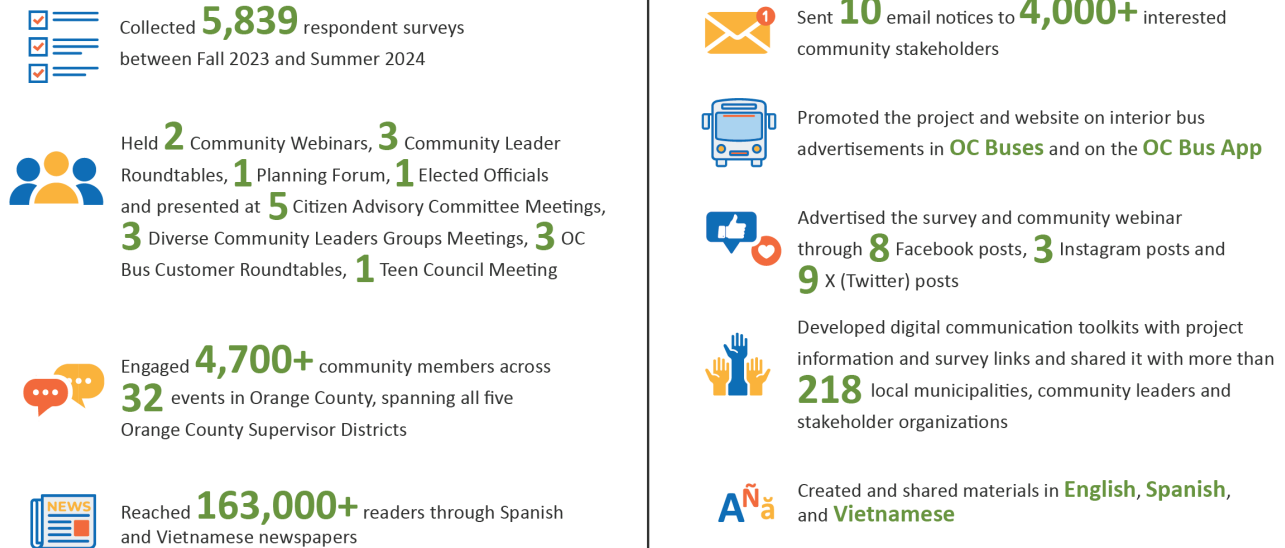 Collected 5,839 respondent surveys
between Fall 2023 and Summer 2024
Held 2 Community Webinars, 3 Community Leader
Roundtables, 1 Planning Forum, 1 Elected Officials
and presented at 5 Citizen Advisory Committee Meetings,
3 Diverse Community Leaders Groups Meetings, 3 OC
Bus Customer Roundtables, 1 Teen Council Meeting
Engaged 4,700+ community members across
32 events in Orange County, spanning all five
Orange County Supervisor Districts
NEWS
Reached 163,000+ readers through Spanish
and Vietnamese newspapers
1
Sent 10 email notices to 4,000+ interested
community stakeholders
Promoted the project and website on interior bus
advertisements in OC Buses and on the OC Bus App
Advertised the survey and community webinar
through 8 Facebook posts, 3 Instagram posts and
9 X (Twitter) posts
Developed digital communication toolkits with project
information and survey links and shared it with more than
218 local municipalities, community leaders and
stakeholder organizations
AÑă
Created and shared materials in English, Spanish,
and Vietnamese